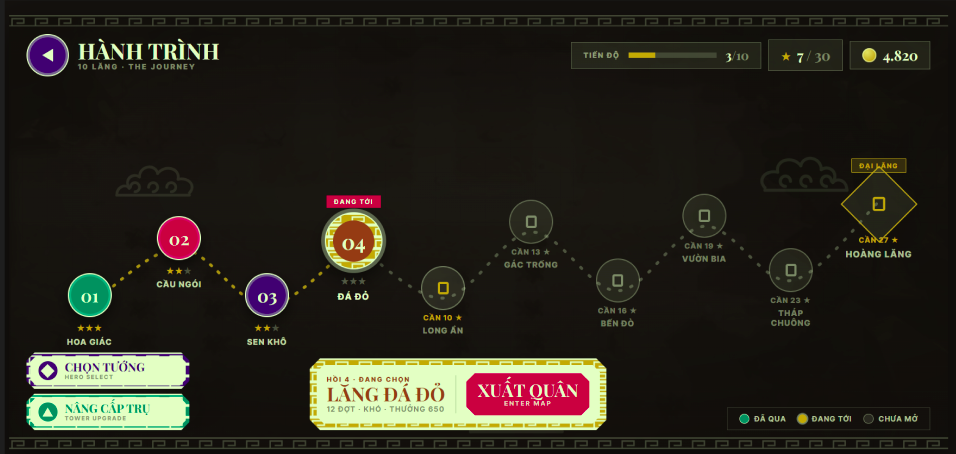 HÀNH TRÌNH
10 LĂNG · THE JOURNEY
TIẾN ĐỘ 3/10
★ 7 / 30
4.820
ĐẠI LĂNG
CẦN 27 ★
HOÀNG LĂNG
ĐANG TỚI
04
★★★
ĐÁ ĐỎ
02
★★★
CẦU NGÓI
01
★★★
HOA GIÁC
03
★★★
SEN KHÔ
CẦN 10 ★
LONG ẨN
CẦN 13 ★
GÁC TRỐNG
CẦN 16 ★
BẾN ĐÒ
CẦN 19 ★
VƯỜN BIA
CẦN 23 ★
THÁP
CHUÔNG
CHỌN TƯỚNG
HERO SELECT
NÂNG CẤP TRỤ
TOWER UPGRADE
HỒI 4 · ĐANG CHỌN
LĂNG ĐÁ ĐỎ
12 ĐỢT · KHÓ · THƯỞNG 650
XUẤT QUÂN
ENTER MAP
ĐÃ QUA
ĐANG TỚI
CHƯA MỞ